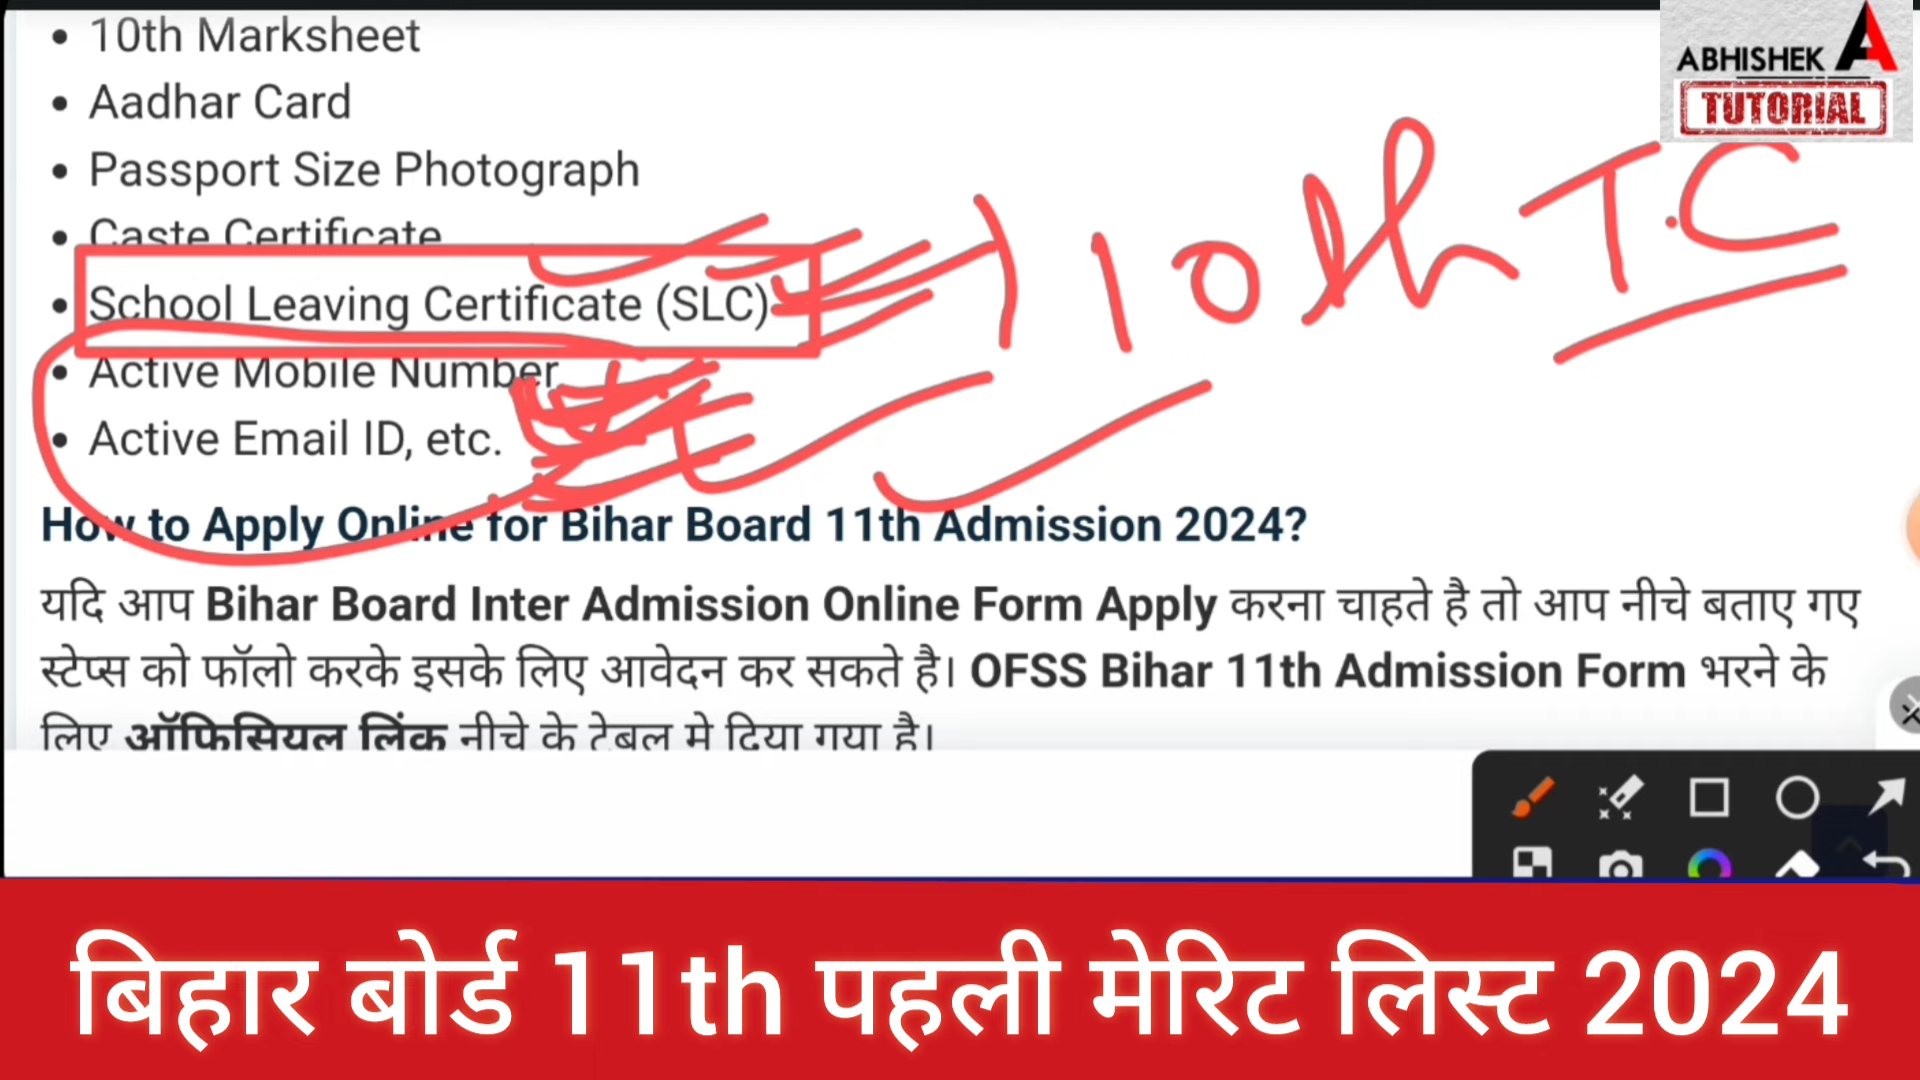 10th Marksheet
Aadhar Card
Passport Size Photograph
Caste Certificate
School Leaving Certificate (SLC)
Active Mobile Number
Active Email ID, etc.
10th T.C
ABHISHEK A
TUTORIAL
How to Apply Online for Bihar Board 11th Admission 2024?
यदि आप Bihar Board Inter Admission Online Form Apply करना चाहते है तो आप नीचे बताए गए
स्टेप्स को फॉलो करके इसके लिए आवेदन कर सकते है। OFSS Bihar 11th Admission Form भरने के
लिए ऑफिसियल लिंक नीचे के टेबल मे दिया गया है।
बिहार बोर्ड 11th पहली मेरिट लिस्ट 2024